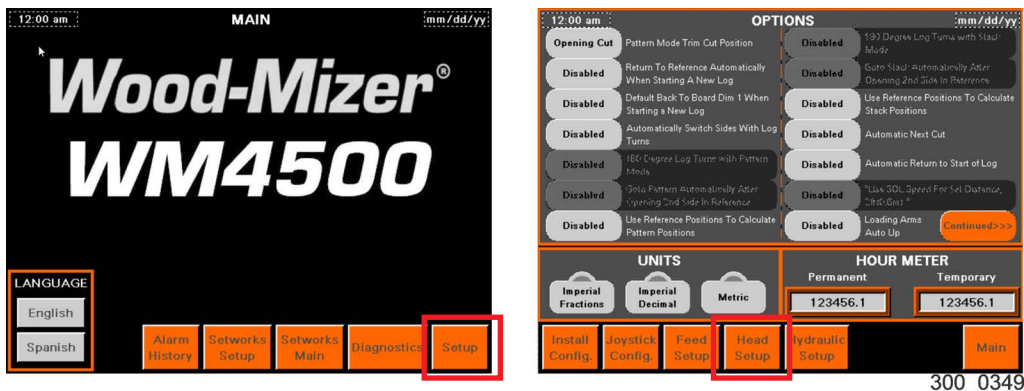 12:00 am
MAIN
mm/dd/yy
Wood-Mizer®
WM4500
LANGUAGE
English
Spanish
Alarm History
Setworks Setup
Setworks Main
Diagnostics
Setup
12:00 am
OPTIONS
mm/dd/yy
Opening Cut
Pattern Mode Trim Cut Position
Disabled
Return To Reference Automatically
When Starting A New Log
Disabled
Default Back To Board Dim 1 When
Starting a New Log
Disabled
Automatically Switch Sides With Log
Turns
Disabled
180 Degree Log Turns with Pattern
Mode
Disabled
Goto Pattern Automatically After
Opening 2nd Side In Reference
Disabled
Use Reference Positions To Calculate
Pattern Positions
Disabled
180 Degree Log Turns with Stack
Mode
Disabled
Goto Stack Automatically After
Opening 2nd Side In Reference
Disabled
Use Reference Positions To Calculate
Stack Positions
Disabled
Automatic Next Cut
Disabled
Automatic Return to Start of Log
Disabled
"Use SOL Speed For Set Distance,
Disabled
Loading Arms
Auto Up
Continued>>>
UNITS
Imperial Fractions
Imperial Decimal
Metric
HOUR METER
Permanent
Temporary
123456.1
123456.1
Install Config.
Joystick Config.
Feed Setup
Head Setup
Hydraulic Setup
Main
300_0349